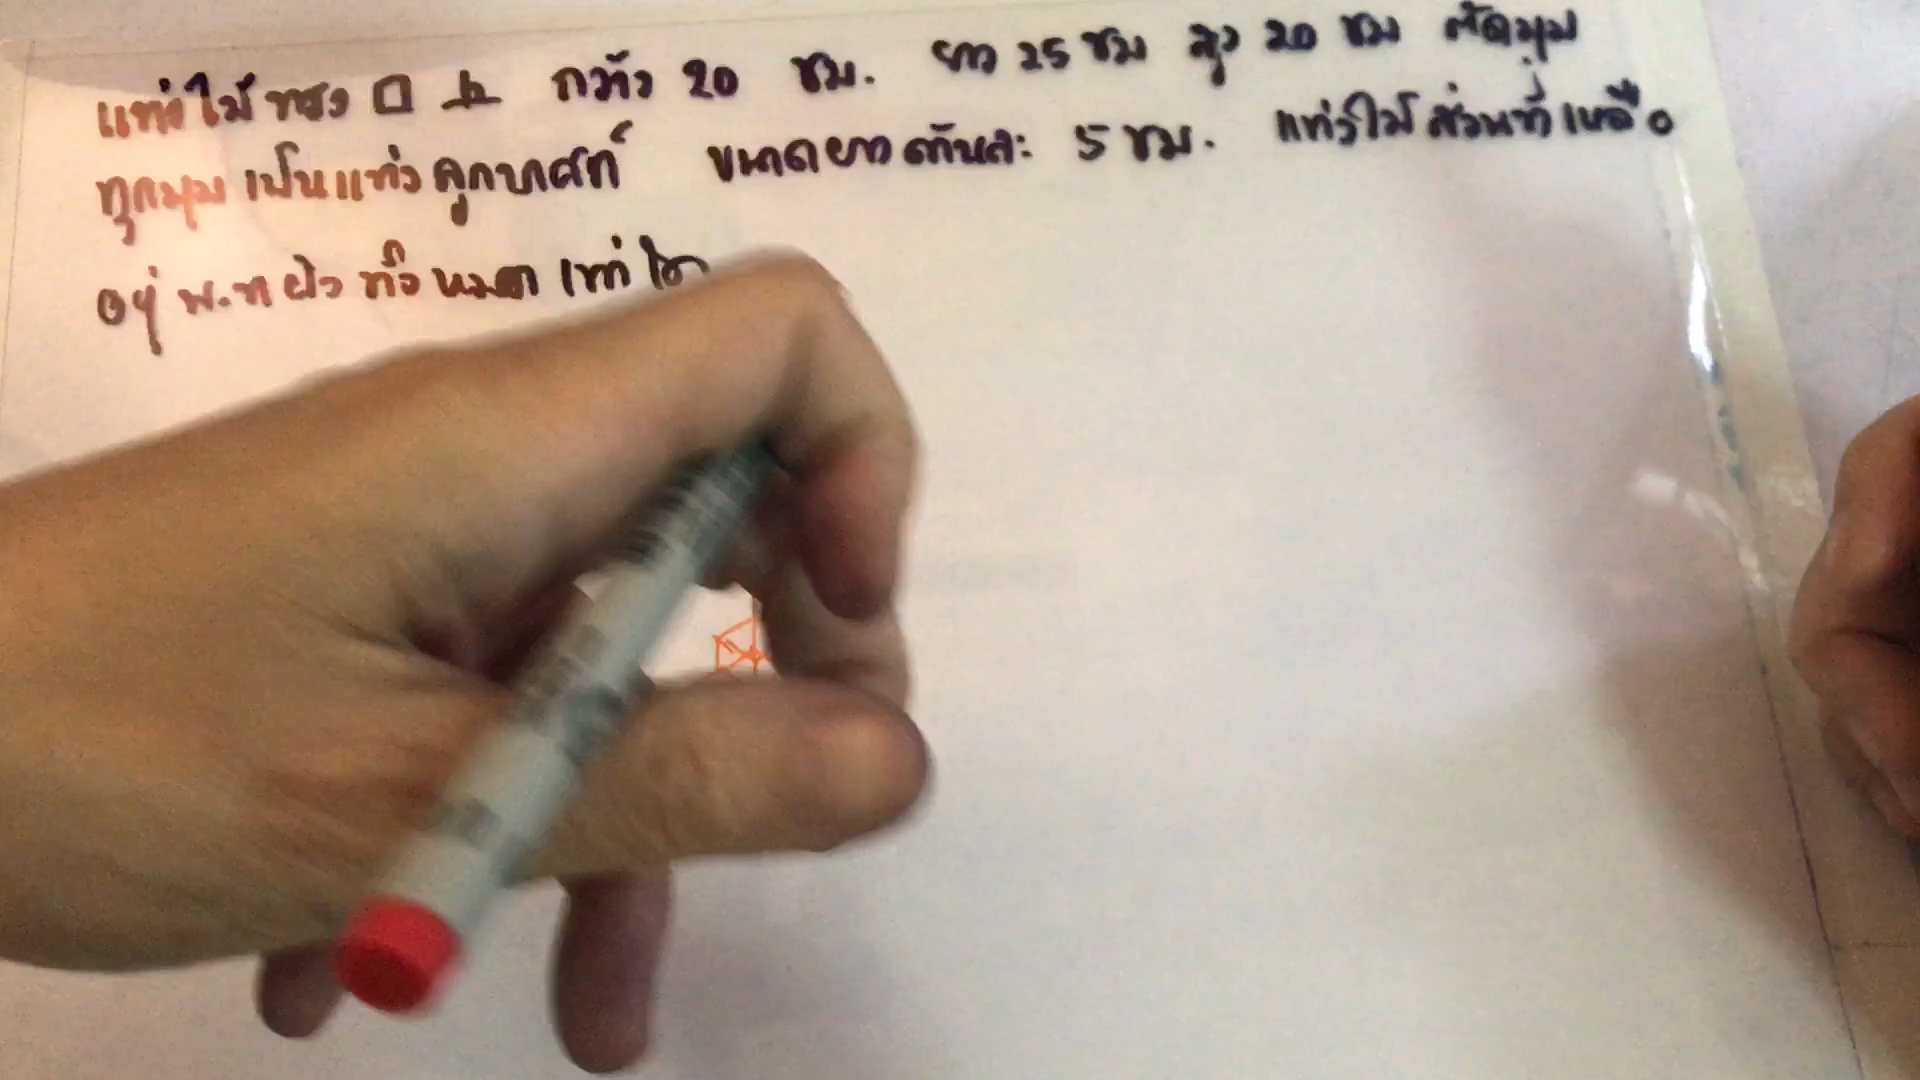 แท่งไม้ทรง □ ⊥ กว้าง 20 ซม. ยาว 25 ซม สูง 20 ซม ตัดมุม
ทุกมุม เป็นแท่ง ลูกบาศก์ ขนาดยาวด้านละ 5 ซม. แท่งไม้ส่วนที่เหลือ
อยู่ พ.ท ผิว ทั้งหมด เท่าใด